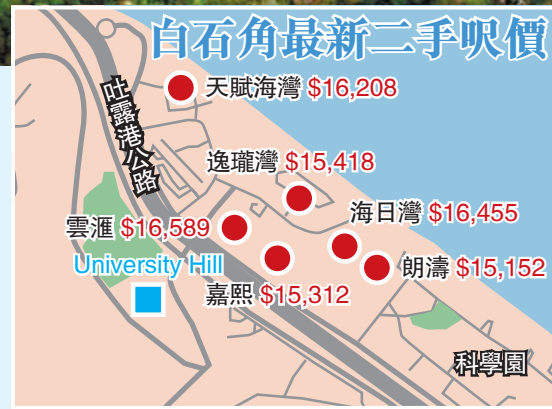 白石角最新二手呎價
天賦海灣 $16,208
吐露港公路
逸瓏灣 $15,418
海日灣 $16,455
雲滙 $16,589
University Hill
朗濤 $15,152
嘉熙 $15,312
科學園